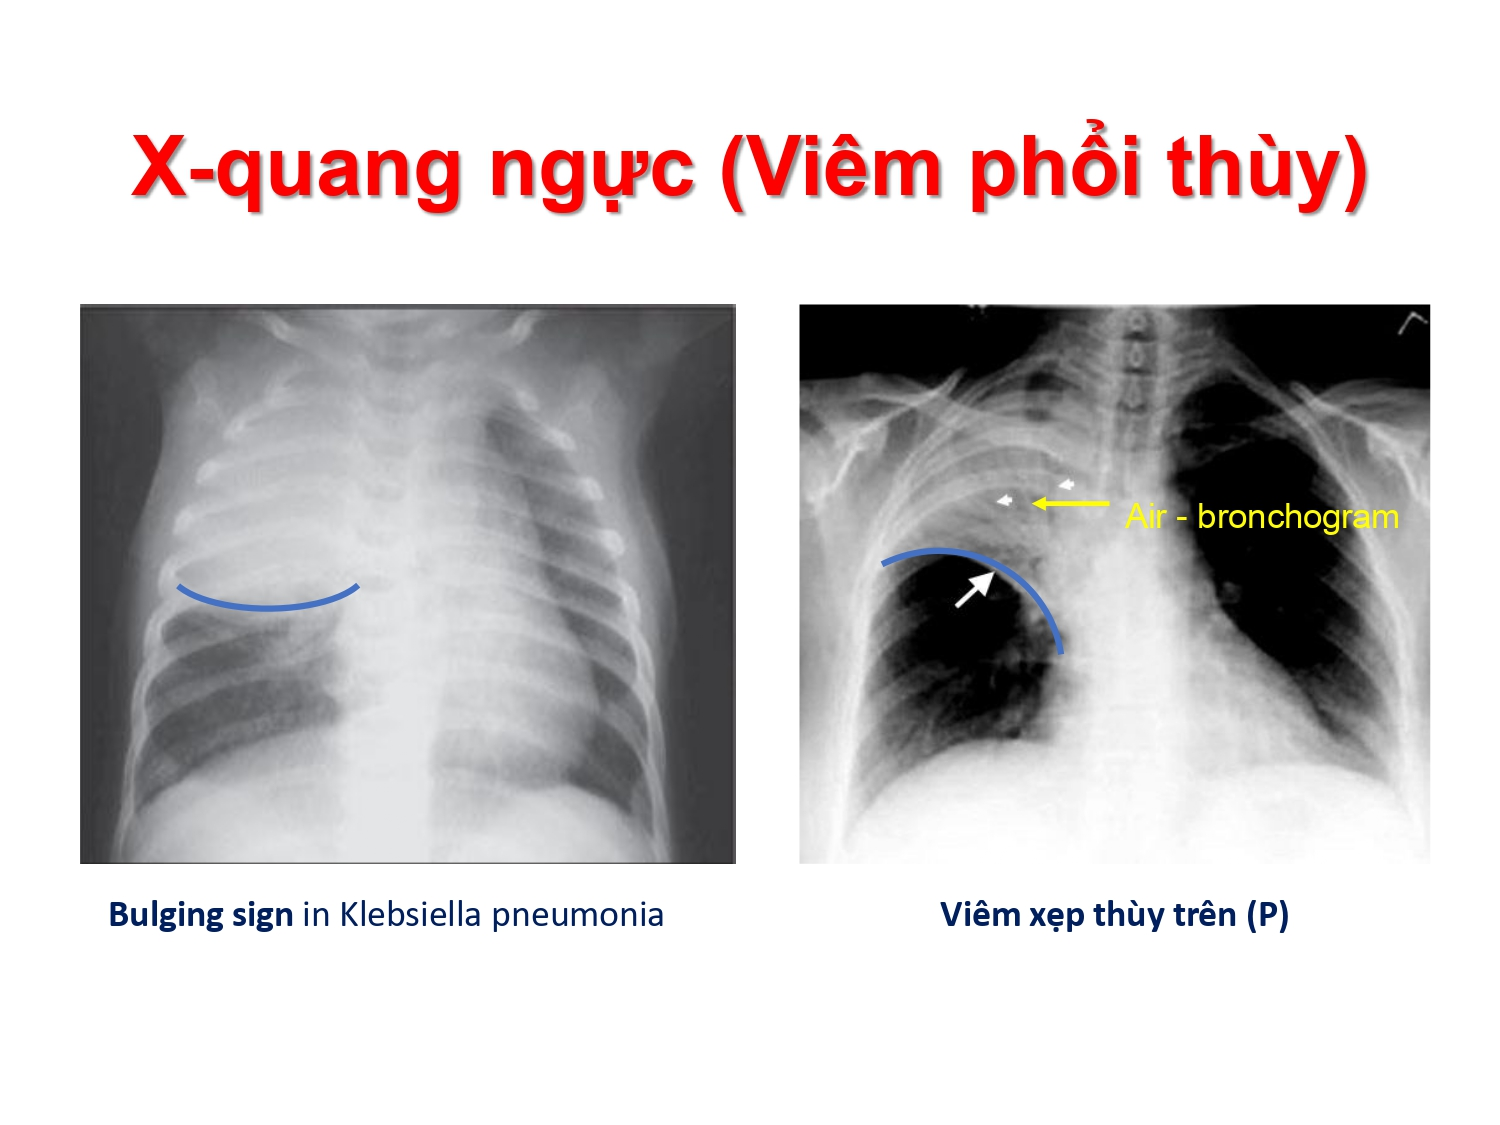 X-quang ngực (Viêm phổi thùy)
Air - bronchogram
Bulging sign in Klebsiella pneumonia
Viêm xẹp thùy trên (P)